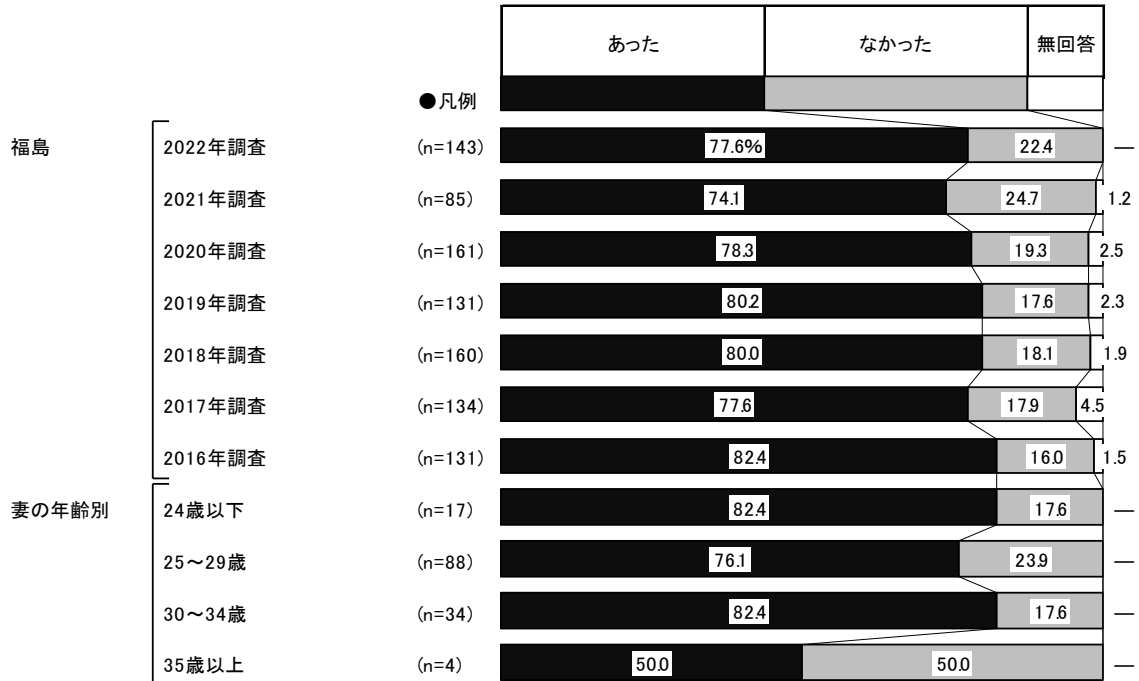 あった なかった 無回答
●凡例
福島 2022年調査 (n=143) 77.6% 22.4 ―
2021年調査 (n=85) 74.1 24.7 1.2
2020年調査 (n=161) 78.3 19.3 2.5
2019年調査 (n=131) 80.2 17.6 2.3
2018年調査 (n=160) 80.0 18.1 1.9
2017年調査 (n=134) 77.6 17.9 4.5
2016年調査 (n=131) 82.4 16.0 1.5
妻の年齢別 24歳以下 (n=17) 82.4 17.6 ―
25～29歳 (n=88) 76.1 23.9 ―
30～34歳 (n=34) 82.4 17.6 ―
35歳以上 (n=4) 50.0 50.0 ―